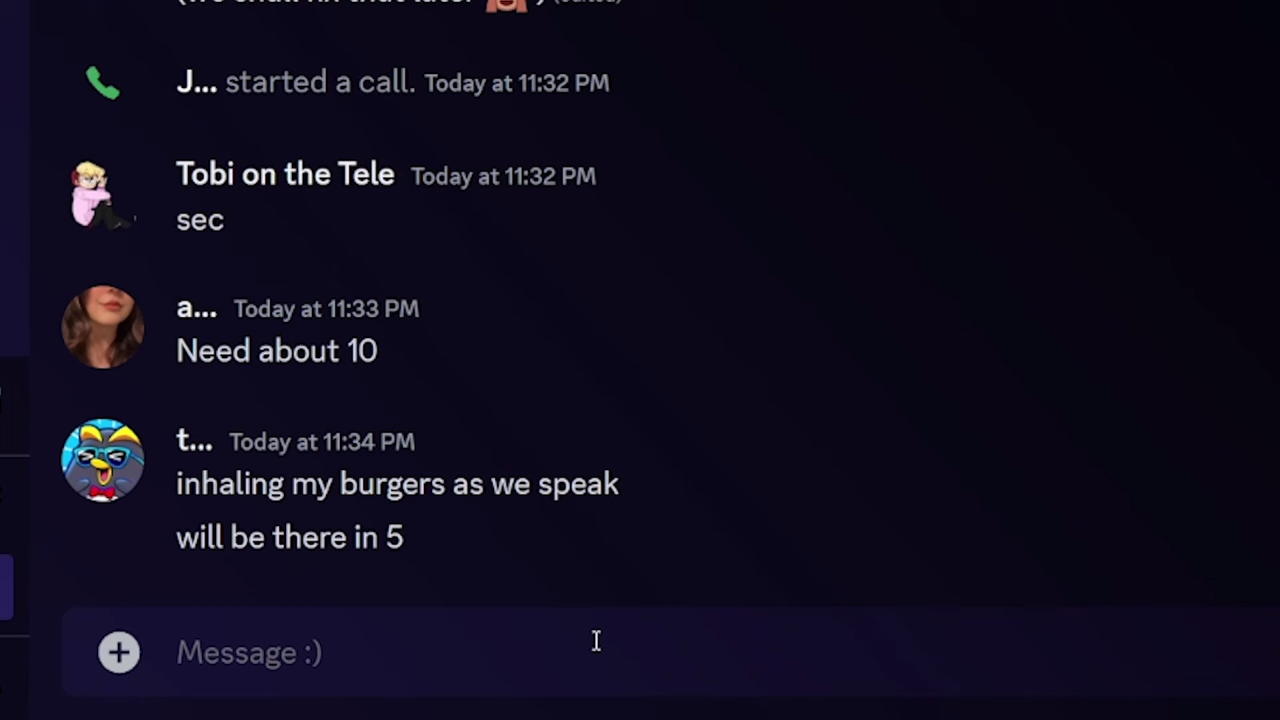 J... started a call. Today at 11:32 PM
Tobi on the Tele Today at 11:32 PM
sec
a... Today at 11:33 PM
Need about 10
t... Today at 11:34 PM
inhaling my burgers as we speak
will be there in 5
Message :)